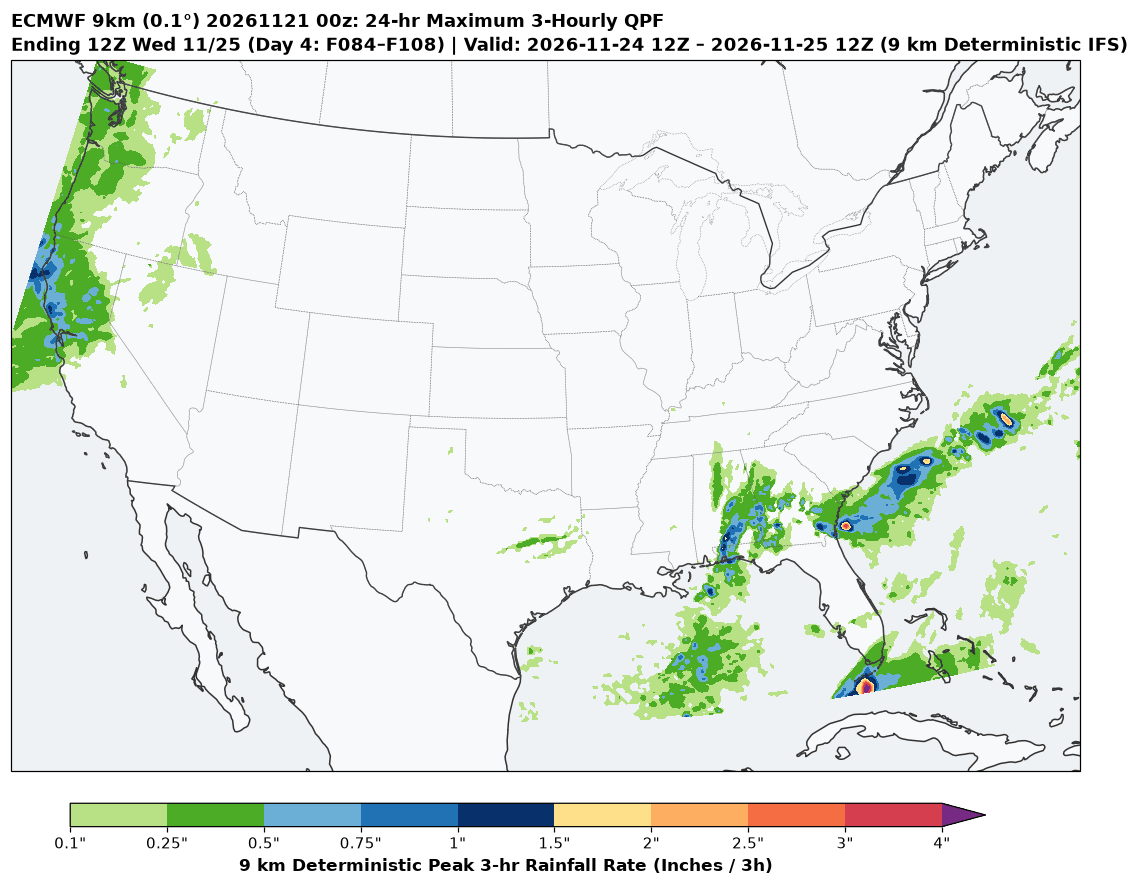 ECMWF 9km (0.1°) 20261121 00z: 24-hr Maximum 3-Hourly QPF
Ending 12Z Wed 11/25 (Day 4: F084–F108) | Valid: 2026-11-24 12Z – 2026-11-25 12Z (9 km Deterministic IFS)
0.1" 0.25" 0.5" 0.75" 1" 1.5" 2" 2.5" 3" 4"
9 km Deterministic Peak 3-hr Rainfall Rate (Inches / 3h)